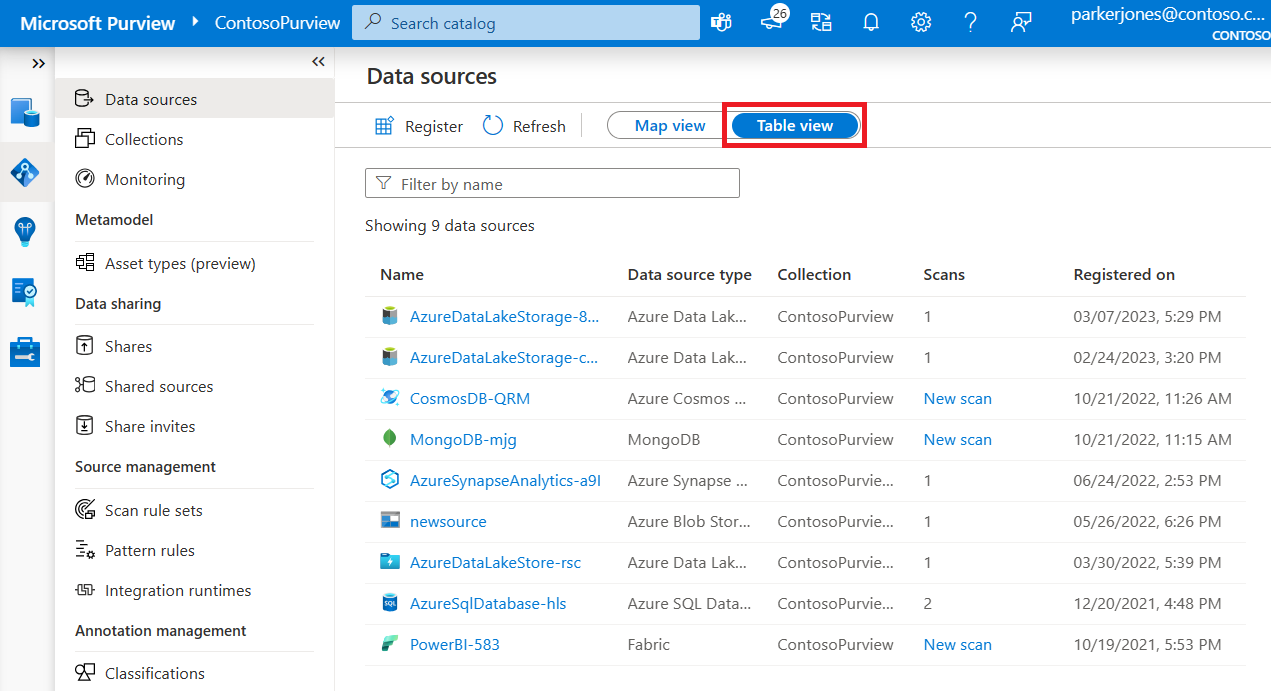 Microsoft Purview ContosoPurview Search catalog 26 parkerjones@contoso.c...
CONTOSO
Data sources
Collections
Monitoring
Metamodel
Asset types (preview)
Data sharing
Shares
Shared sources
Share invites
Source management
Scan rule sets
Pattern rules
Integration runtimes
Annotation management
Classifications
Data sources
Register Refresh Map view Table view
Filter by name
Showing 9 data sources
Name Data source type Collection Scans Registered on
AzureDataLakeStorage-8... Azure Data Lak... ContosoPurview 1 03/07/2023, 5:29 PM
AzureDataLakeStorage-c... Azure Data Lak... ContosoPurview 1 02/24/2023, 3:20 PM
CosmosDB-QRM Azure Cosmos ... ContosoPurview New scan 10/21/2022, 11:26 AM
MongoDB-mjg MongoDB ContosoPurview New scan 10/21/2022, 11:15 AM
AzureSynapseAnalytics-a9I Azure Synapse ... ContosoPurvie... 1 06/24/2022, 2:53 PM
newsource Azure Blob Stor... ContosoPurvie... 1 05/26/2022, 6:26 PM
AzureDataLakeStore-rsc Azure Data Lak... ContosoPurvie... 1 03/30/2022, 5:39 PM
AzureSqlDatabase-hls Azure SQL Data... ContosoPurvie... 2 12/20/2021, 4:48 PM
PowerBI-583 Fabric ContosoPurview New scan 10/19/2021, 5:53 PM